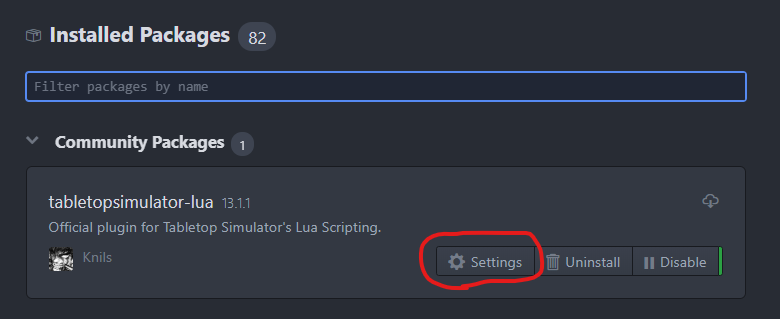 Installed Packages 82
Filter packages by name
Community Packages 1
tabletopsimulator-lua 13.1.1
Official plugin for Tabletop Simulator's Lua Scripting.
Knils
Settings Uninstall Disable